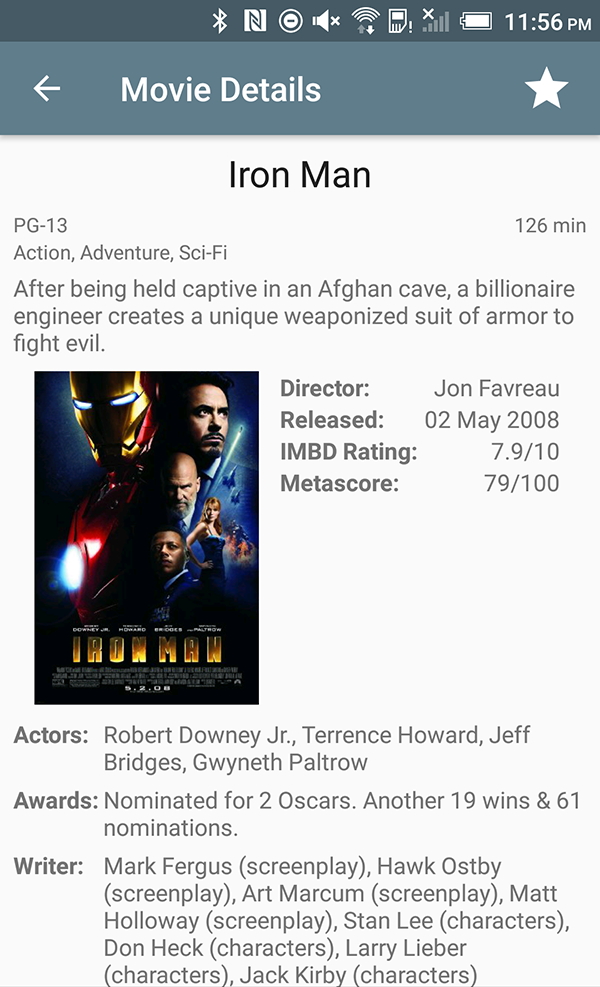 11:56 PM
Movie Details
Iron Man
PG-13 126 min
Action, Adventure, Sci-Fi
After being held captive in an Afghan cave, a billionaire
engineer creates a unique weaponized suit of armor to
fight evil.
Director: Jon Favreau
Released: 02 May 2008
IMBD Rating: 7.9/10
Metascore: 79/100
DOWNEY JR. HOWARD BRIDGES PALTROW
IRON MAN
5.2.08
Actors: Robert Downey Jr., Terrence Howard, Jeff
Bridges, Gwyneth Paltrow
Awards: Nominated for 2 Oscars. Another 19 wins & 61
nominations.
Writer: Mark Fergus (screenplay), Hawk Ostby
(screenplay), Art Marcum (screenplay), Matt
Holloway (screenplay), Stan Lee (characters),
Don Heck (characters), Larry Lieber
(characters), Jack Kirby (characters)